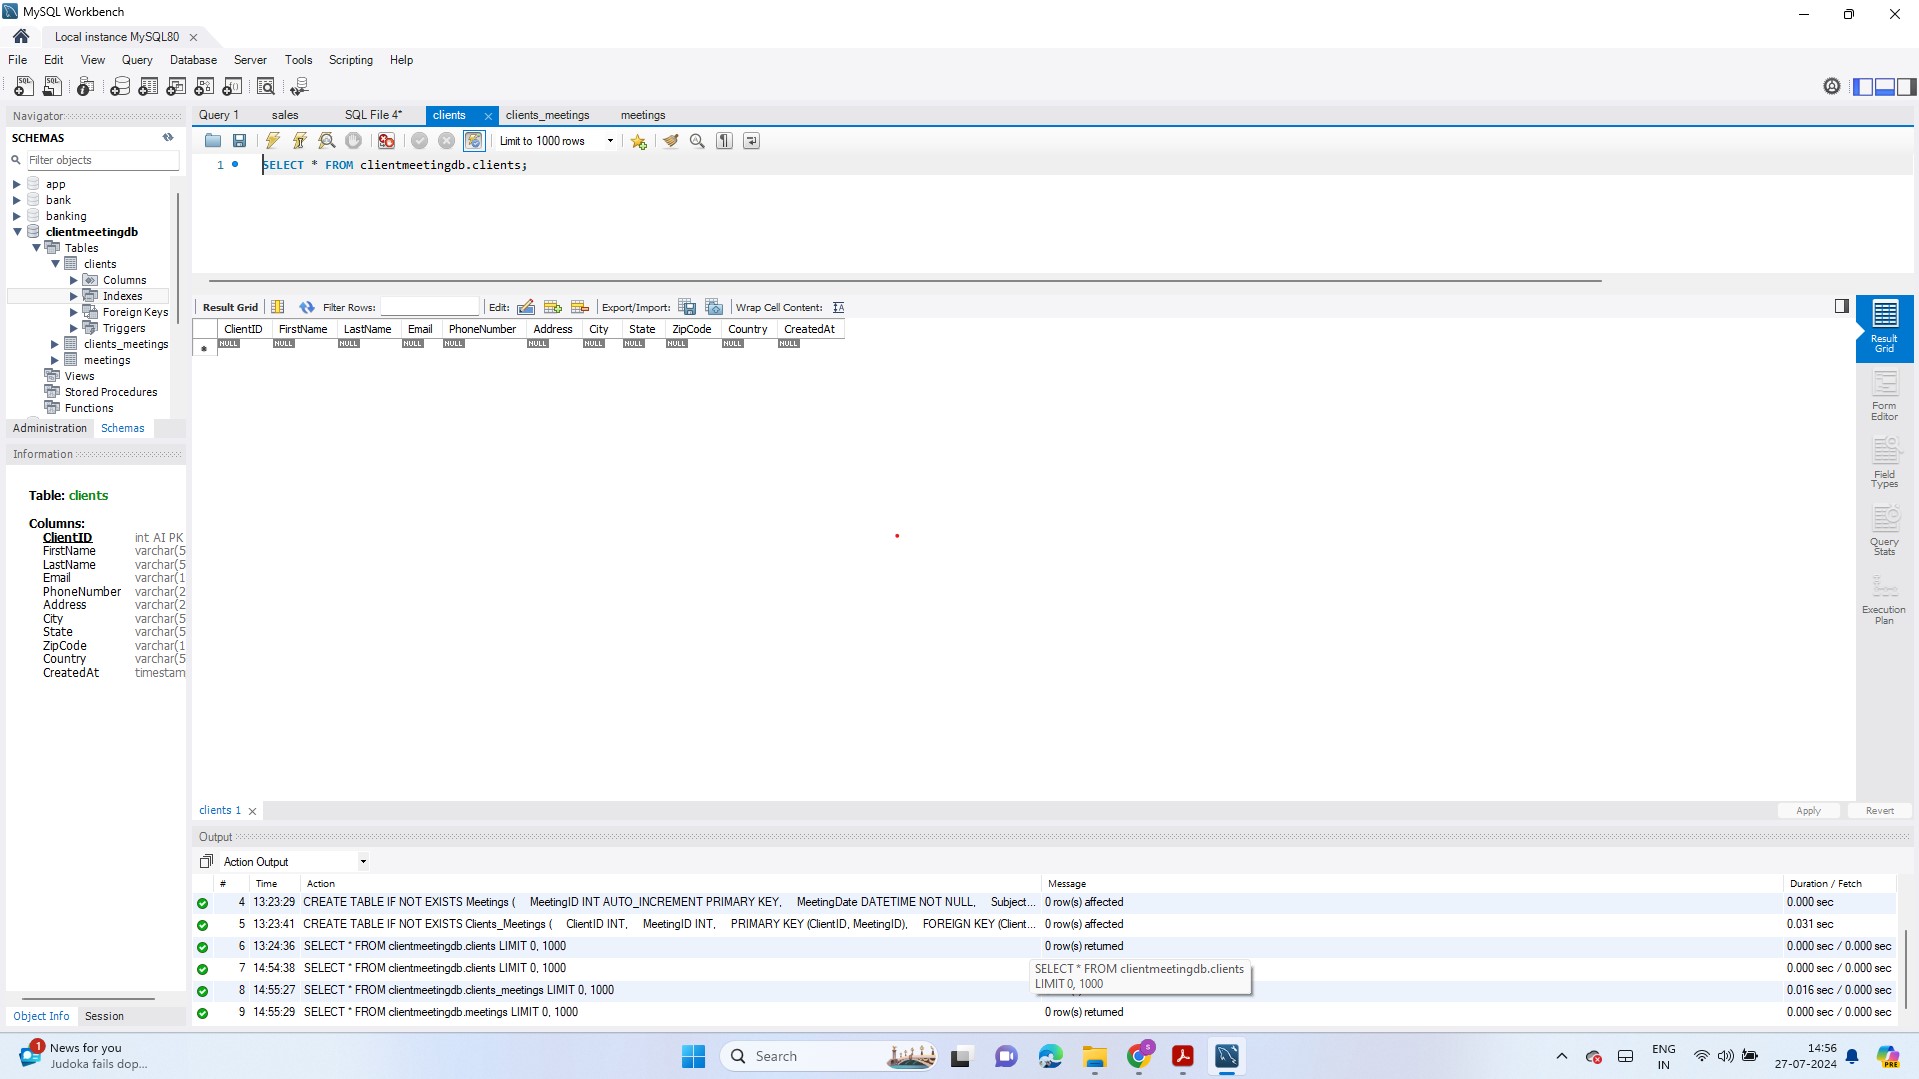 MySQL Workbench
Local instance MySQL80
File Edit View Query Database Server Tools Scripting Help
Navigator
SCHEMAS
Filter objects
app
bank
banking
clientmeetingdb
Tables
clients
Columns
Indexes
Foreign Keys
Triggers
clients_meetings
meetings
Views
Stored Procedures
Functions
Administration Schemas
Information
Table: clients
Columns:
ClientID int AI PK
FirstName varchar(5
LastName varchar(5
Email varchar(1
PhoneNumber varchar(2
Address varchar(2
City varchar(5
State varchar(5
ZipCode varchar(1
Country varchar(5
CreatedAt timestam
Object Info Session
Query 1 sales SQL File 4* clients clients_meetings meetings
Limit to 1000 rows
1 SELECT * FROM clientmeetingdb.clients;
Result Grid Filter Rows: Edit: Export/Import: Wrap Cell Content:
ClientID FirstName LastName Email PhoneNumber Address City State ZipCode Country CreatedAt
* NULL NULL NULL NULL NULL NULL NULL NULL NULL NULL NULL
Result
Grid
Form
Editor
Field
Types
Query
Stats
Execution
Plan
clients 1
Apply Revert
Output
Action Output
# Time Action Message Duration / Fetch
4 13:23:29 CREATE TABLE IF NOT EXISTS Meetings ( MeetingID INT AUTO_INCREMENT PRIMARY KEY, MeetingDate DATETIME NOT NULL, Subject... 0 row(s) affected 0.000 sec
5 13:23:41 CREATE TABLE IF NOT EXISTS Clients_Meetings ( ClientID INT, MeetingID INT, PRIMARY KEY (ClientID, MeetingID), FOREIGN KEY (Client... 0 row(s) affected 0.031 sec
6 13:24:36 SELECT * FROM clientmeetingdb.clients LIMIT 0, 1000 0 row(s) returned 0.000 sec / 0.000 sec
7 14:54:38 SELECT * FROM clientmeetingdb.clients LIMIT 0, 1000 0.000 sec / 0.000 sec
SELECT * FROM clientmeetingdb.clients
LIMIT 0, 1000
8 14:55:27 SELECT * FROM clientmeetingdb.clients_meetings LIMIT 0, 1000 0.016 sec / 0.000 sec
9 14:55:29 SELECT * FROM clientmeetingdb.meetings LIMIT 0, 1000 0 row(s) returned 0.000 sec / 0.000 sec
1
News for you
Judoka fails dop...
Search
S
ENG
IN
14:56
27-07-2024
PRE